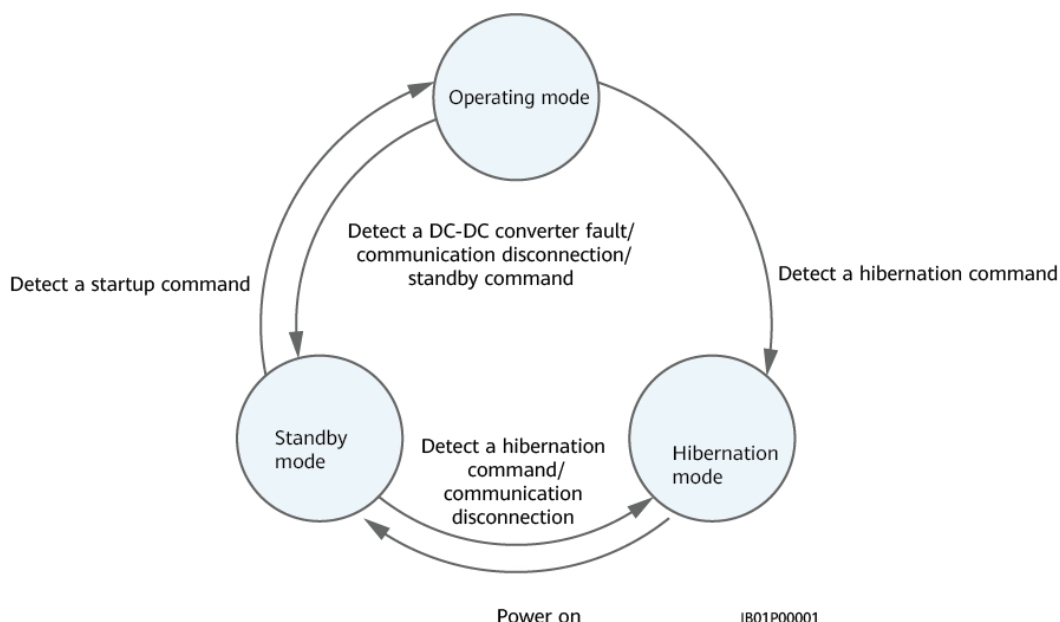 Operating mode
Detect a DC-DC converter fault/
communication disconnection/
standby command
Detect a startup command
Detect a hibernation command
Standby
mode
Detect a hibernation
command/
communication
disconnection
Hibernation
mode
Power on
IB01P00001